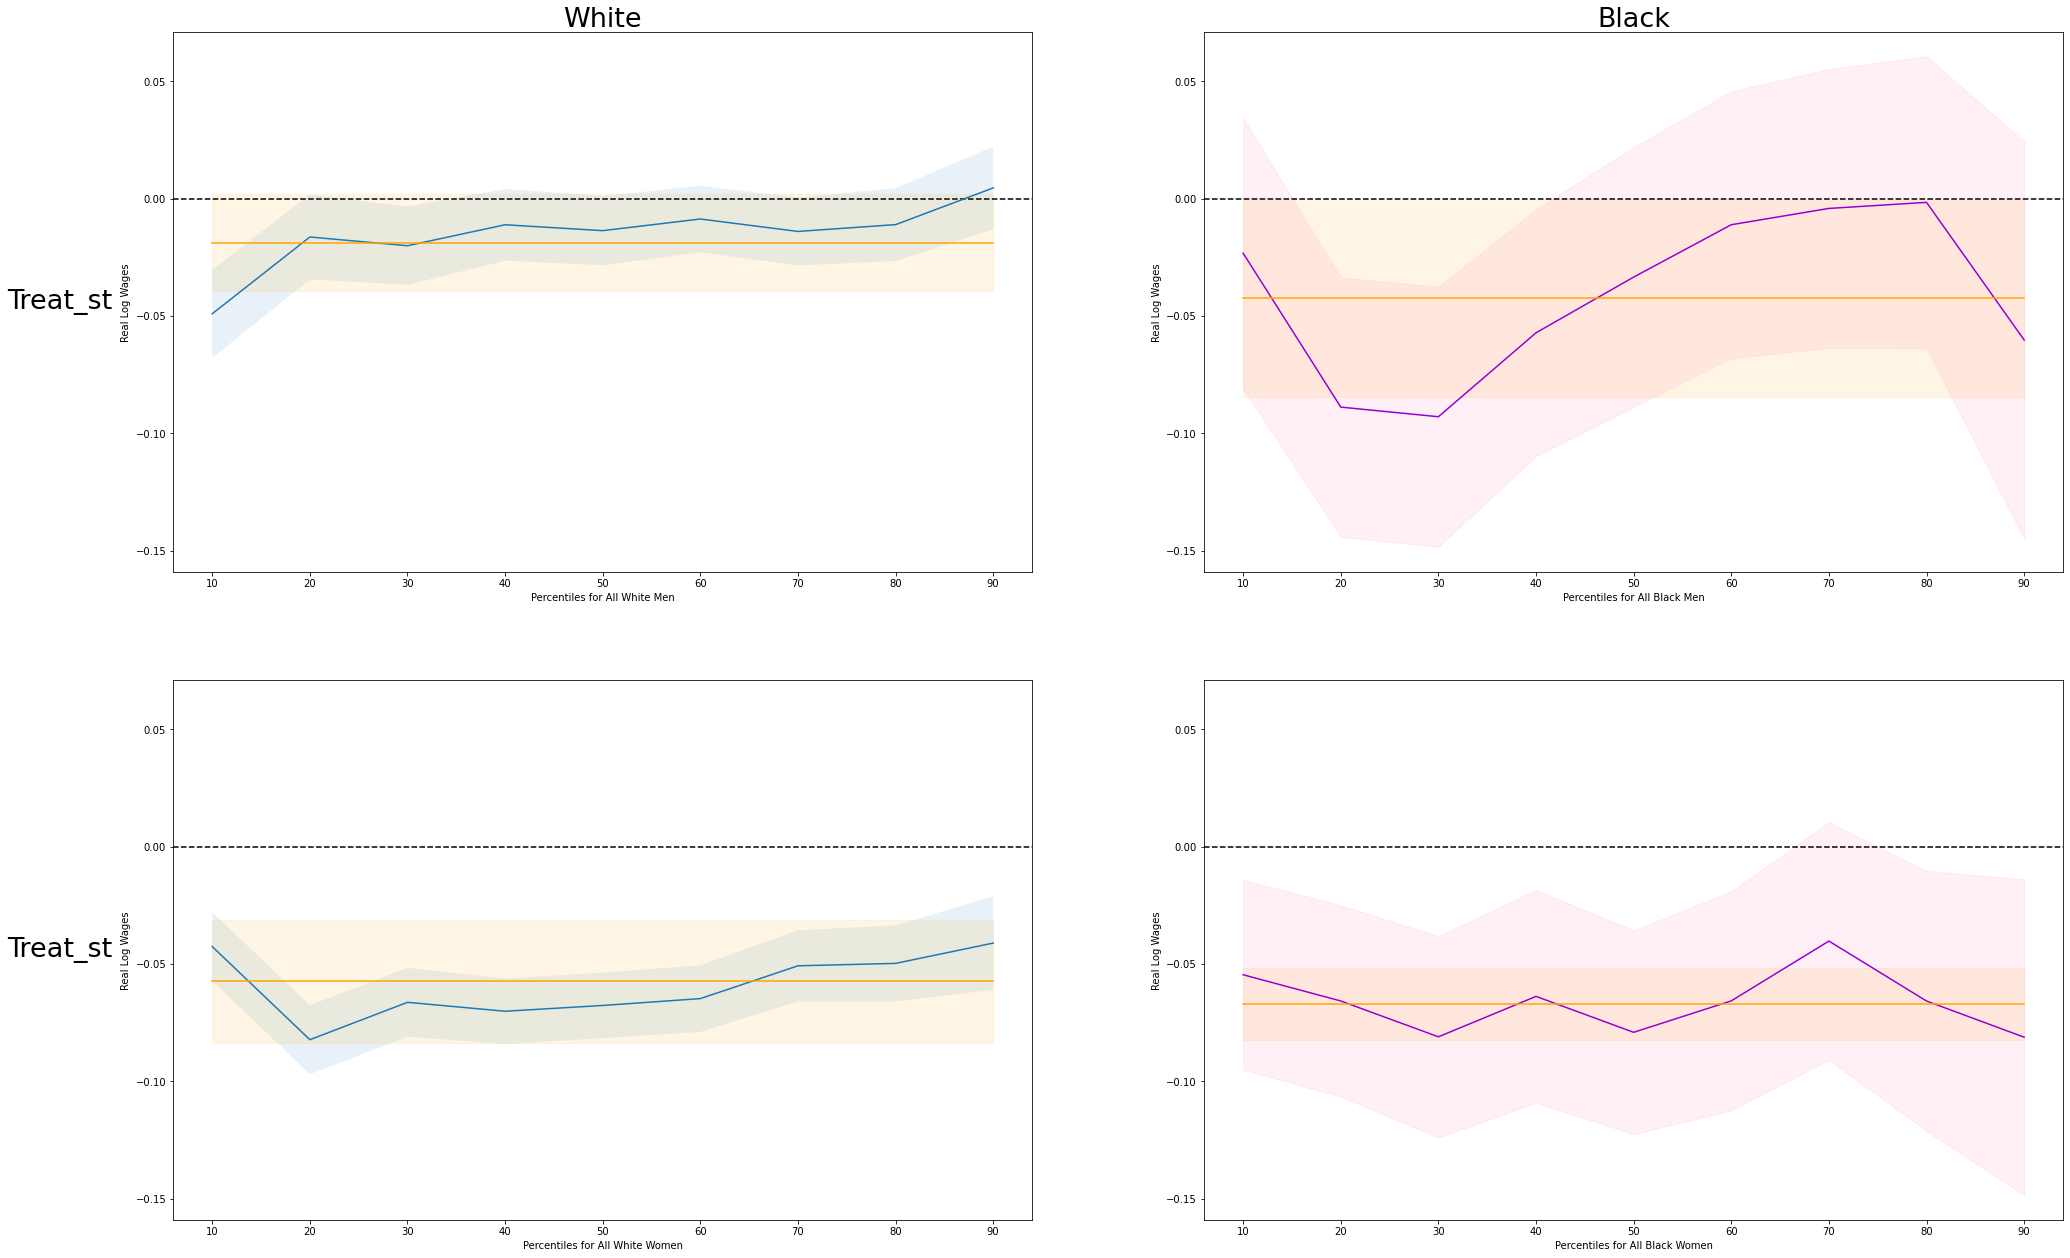 White
Black
0.05
0.00
−0.05
−0.10
−0.15
Real Log Wages
Treat_st
10 20 30 40 50 60 70 80 90
Percentiles for All White Men
0.05
0.00
−0.05
−0.10
−0.15
Real Log Wages
10 20 30 40 50 60 70 80 90
Percentiles for All Black Men
0.05
0.00
−0.05
−0.10
−0.15
Real Log Wages
Treat_st
10 20 30 40 50 60 70 80 90
Percentiles for All White Women
0.05
0.00
−0.05
−0.10
−0.15
Real Log Wages
10 20 30 40 50 60 70 80 90
Percentiles for All Black Women